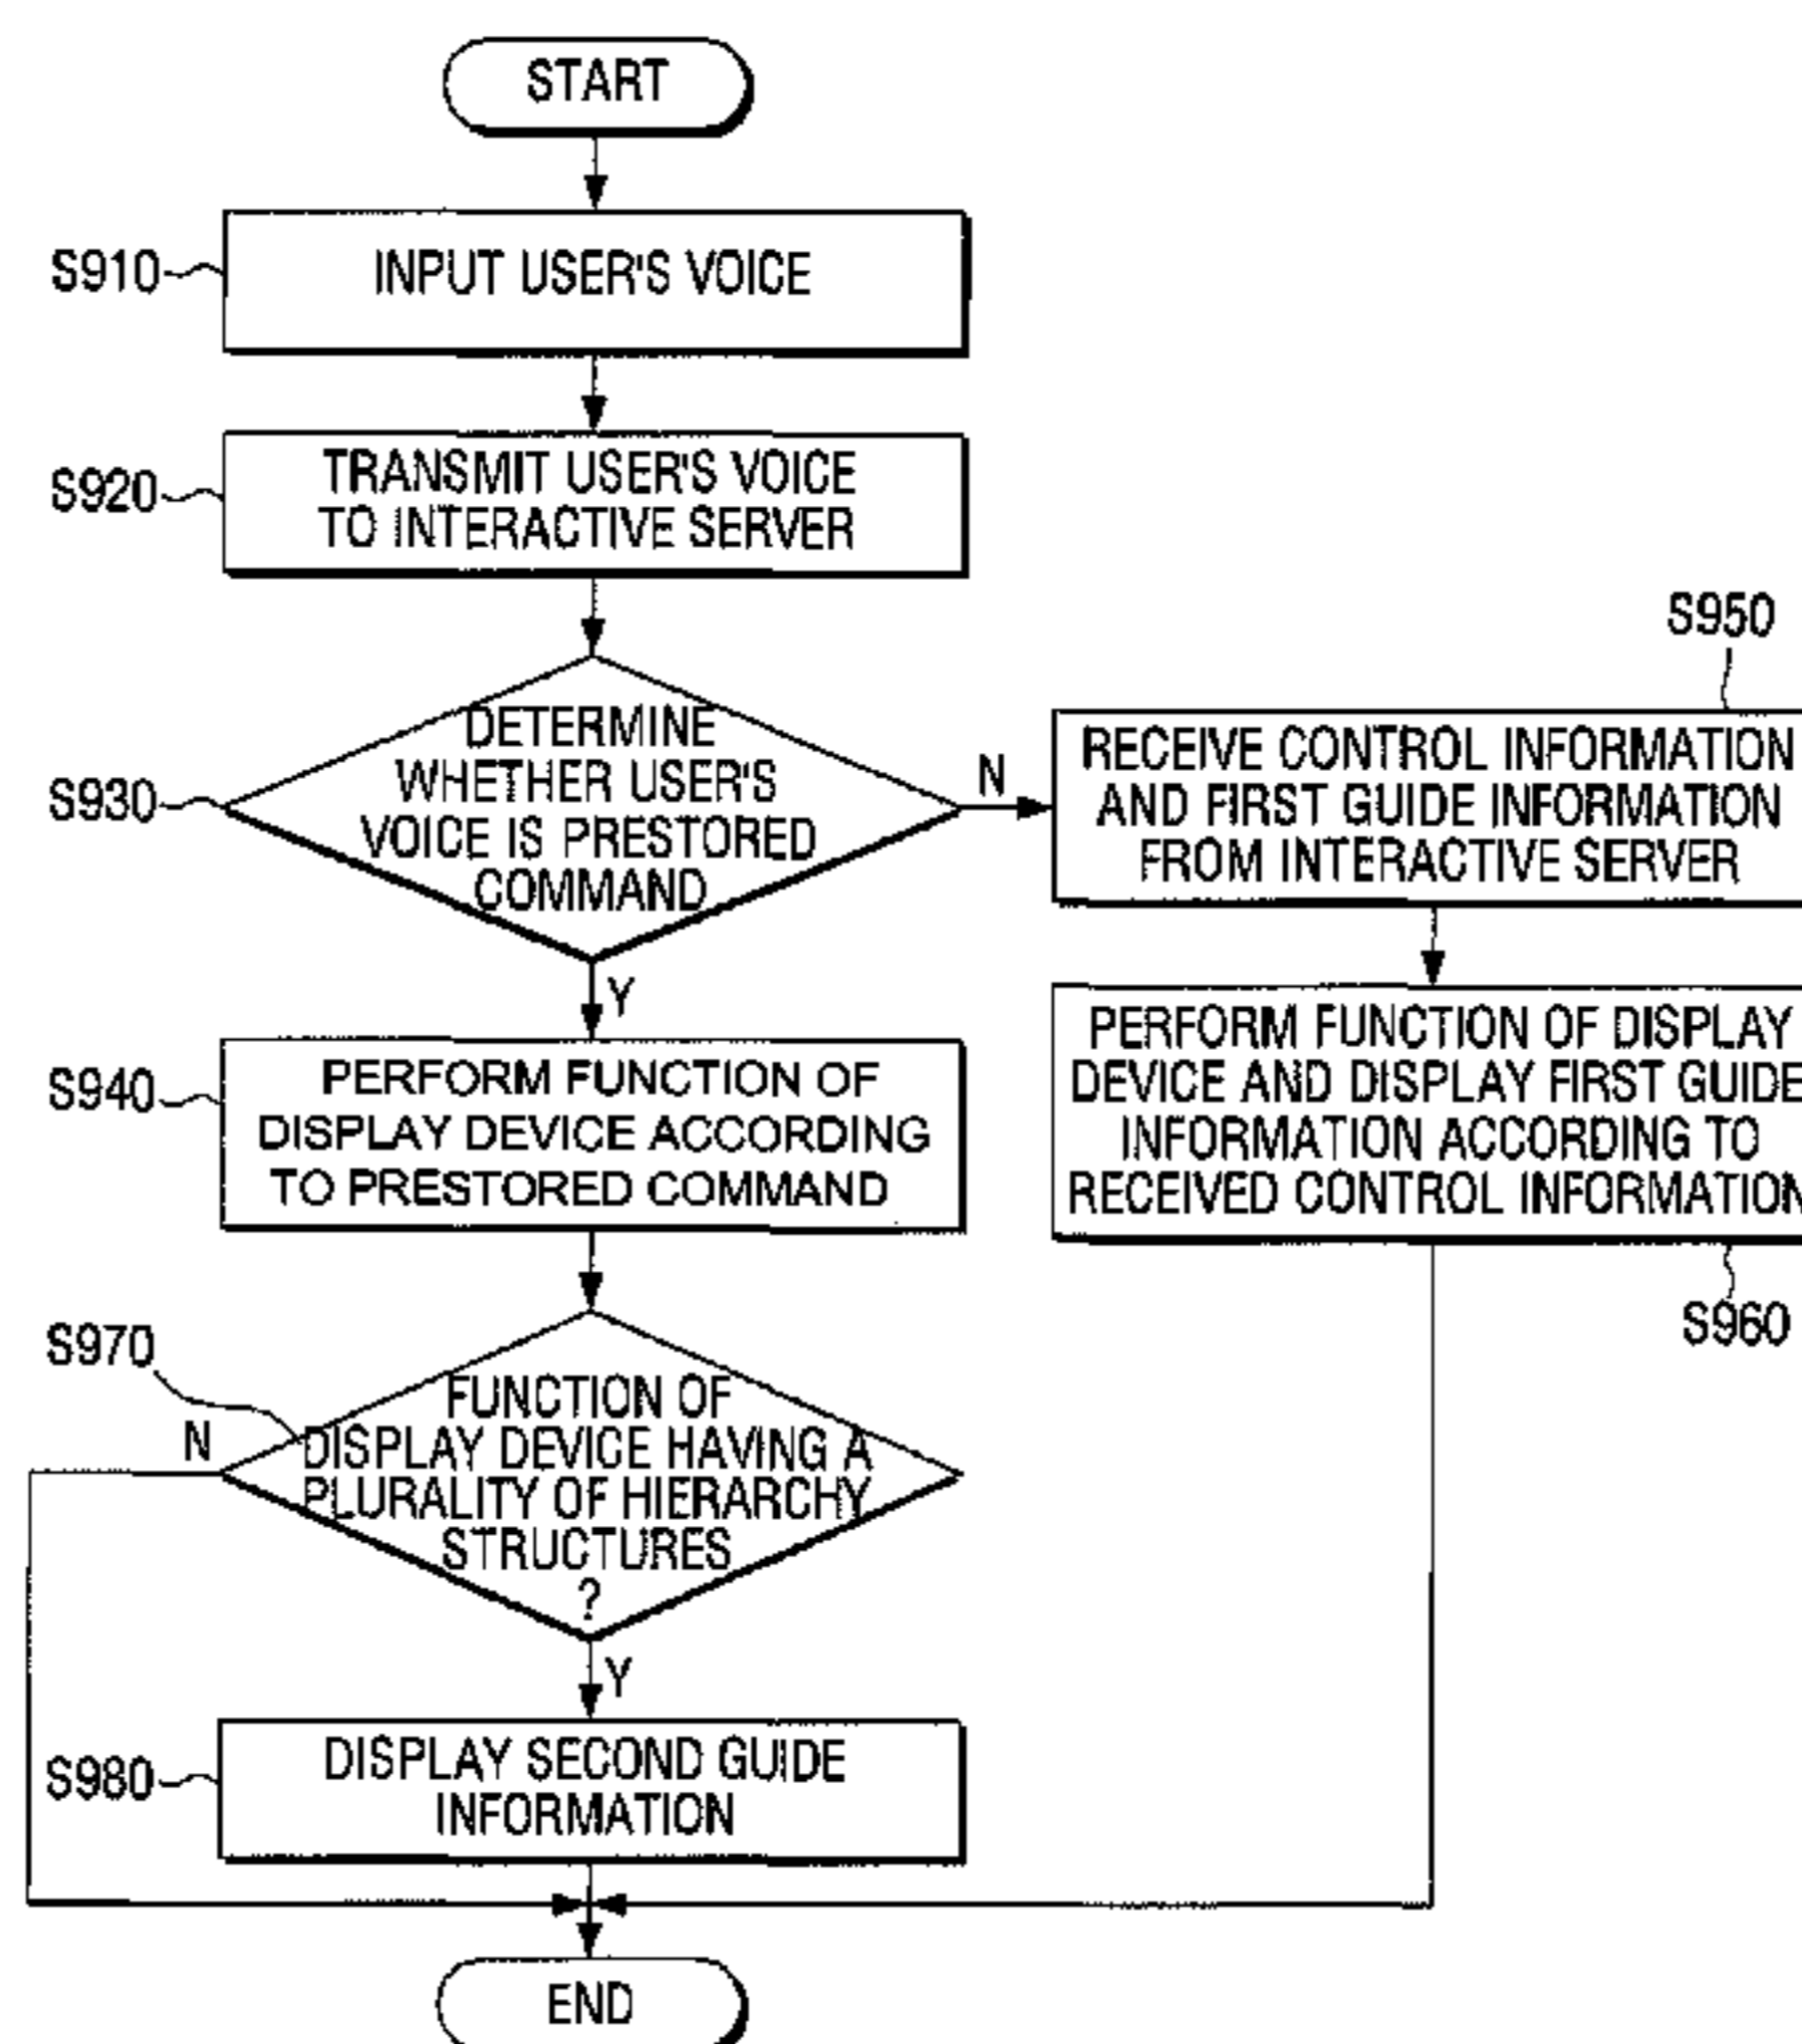 START
S910
INPUT USER'S VOICE
S920
TRANSMIT USER'S VOICE
TO INTERACTIVE SERVER
S930
DETERMINE
WHETHER USER'S
VOICE IS PRESTORED
COMMAND
N
S950
RECEIVE CONTROL INFORMATION
AND FIRST GUIDE INFORMATION
FROM INTERACTIVE SERVER
Y
S940
PERFORM FUNCTION OF
DISPLAY DEVICE ACCORDING
TO PRESTORED COMMAND
PERFORM FUNCTION OF DISPLAY
DEVICE AND DISPLAY FIRST GUIDE
INFORMATION ACCORDING TO
RECEIVED CONTROL INFORMATION
S960
S970
N
FUNCTION OF
DISPLAY DEVICE HAVING A
PLURALITY OF HIERARCHY
STRUCTURES
?
Y
S980
DISPLAY SECOND GUIDE
INFORMATION
END